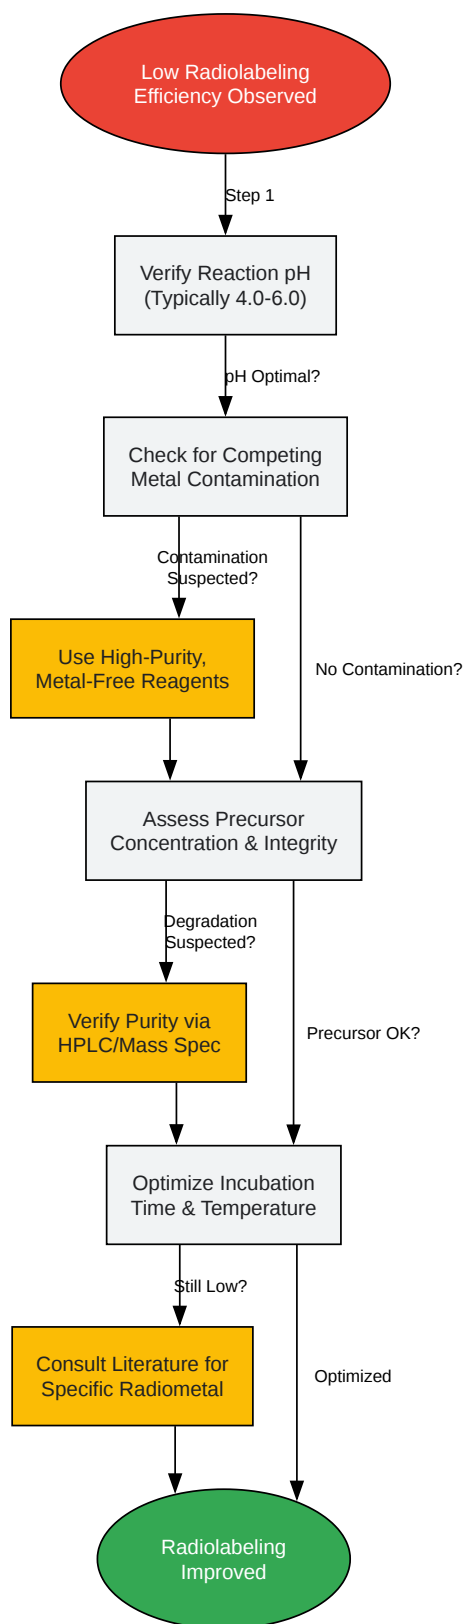 Low Radiolabeling
Efficiency Observed
Step 1
Verify Reaction pH
(Typically 4.0-6.0)
pH Optimal?
Check for Competing
Metal Contamination
Contamination
Suspected?
Use High-Purity,
Metal-Free Reagents
No Contamination?
Assess Precursor
Concentration & Integrity
Degradation
Suspected?
Verify Purity via
HPLC/Mass Spec
Precursor OK?
Optimize Incubation
Time & Temperature
Still Low?
Consult Literature for
Specific Radiometal
Optimized
Radiolabeling
Improved